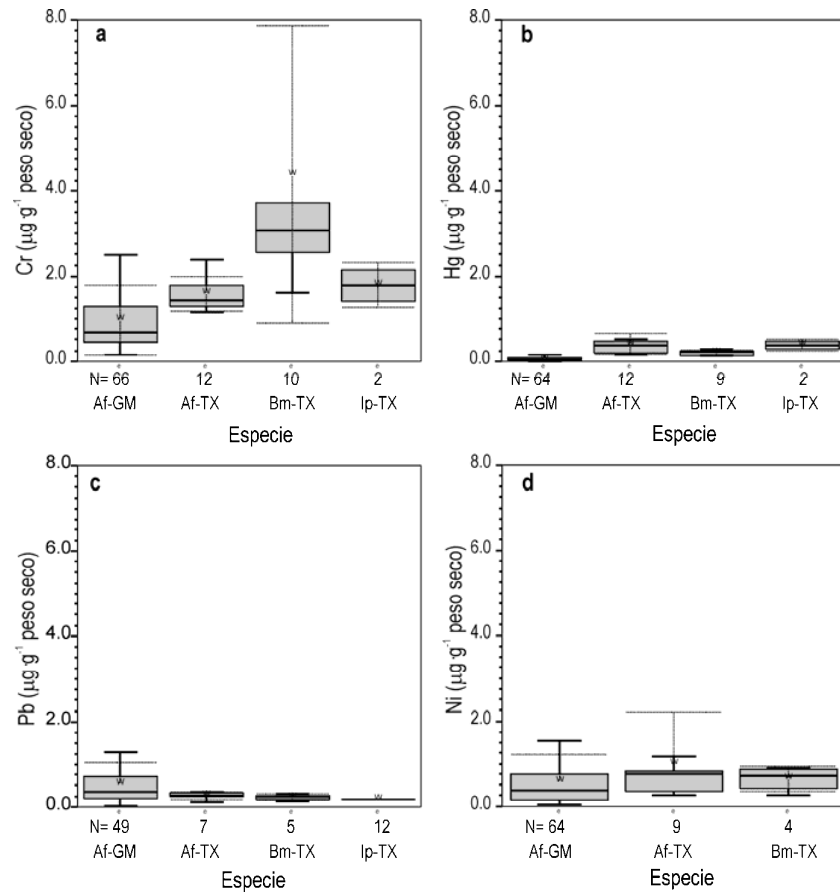 a
8.0
6.0
4.0
2.0
0.0
Cr (µg·g-1 peso seco)
w w w w
N= 66 12 10 2
Af-GM Af-TX Bm-TX Ip-TX
Especie
b
8.0
6.0
4.0
2.0
0.0
Hg (µg·g-1 peso seco)
N= 64 12 9 2
Af-GM Af-TX Bm-TX Ip-TX
Especie
c
8.0
6.0
4.0
2.0
0.0
Pb (µg·g-1 peso seco)
N= 49 7 5 12
Af-GM Af-TX Bm-TX Ip-TX
Especie
d
8.0
6.0
4.0
2.0
0.0
Ni (µg·g-1 peso seco)
w w w
N= 64 9 4
Af-GM Af-TX Bm-TX
Especie